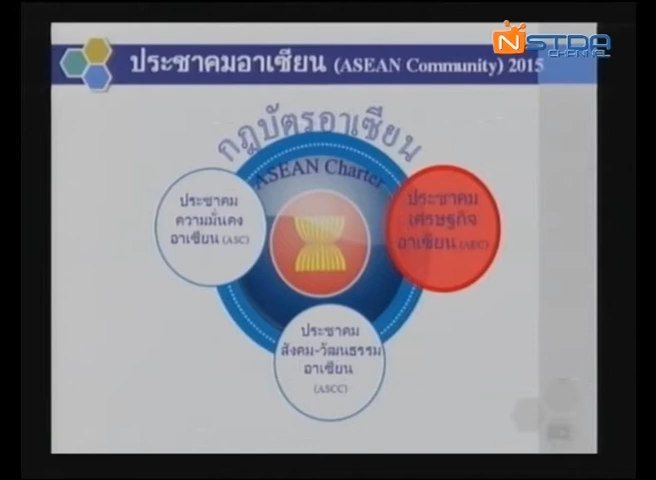 NSTDA
CHANNEL
ประชาคมอาเซียน (ASEAN Community) 2015
กฎบัตรอาเซียน
ASEAN Charter
ประชาคม
ความมั่นคง
อาเซียน (ASC)
ประชาคม
เศรษฐกิจ
อาเซียน (AEC)
ประชาคม
สังคม-วัฒนธรรม
อาเซียน
(ASCC)